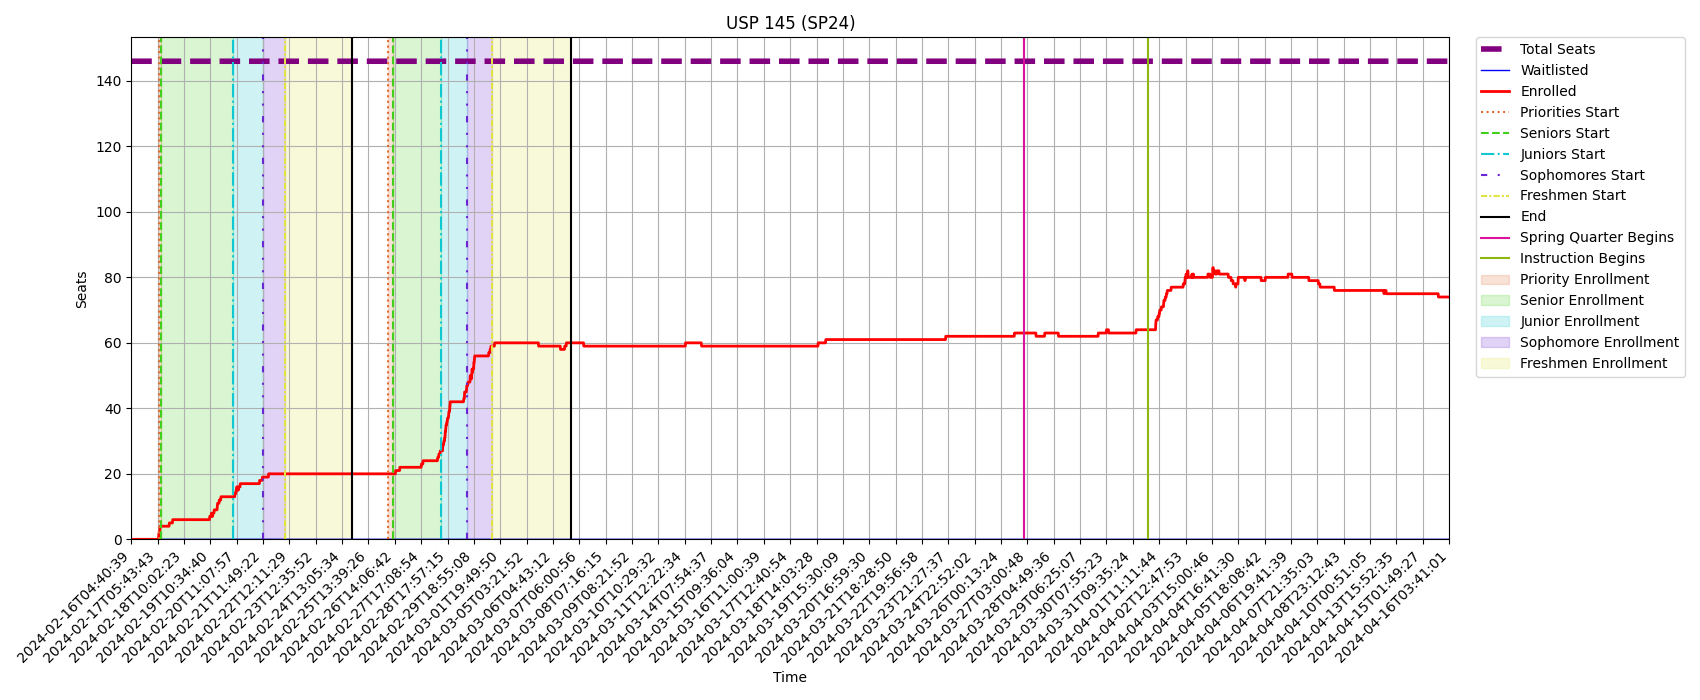 USP 145 (SP24)
Seats
140
120
100
80
60
40
20
0
2024-02-16T04:40:39
2024-02-17T05:43:43
2024-02-18T10:02:23
2024-02-19T10:34:40
2024-02-20T11:07:57
2024-02-21T11:49:22
2024-02-22T12:11:29
2024-02-23T12:35:52
2024-02-24T13:05:34
2024-02-25T13:39:26
2024-02-26T14:06:42
2024-02-27T17:08:54
2024-02-28T17:57:15
2024-02-29T18:55:08
2024-03-01T19:49:50
2024-03-05T03:21:52
2024-03-06T04:43:12
2024-03-07T06:00:56
2024-03-08T07:16:15
2024-03-09T08:21:52
2024-03-10T10:29:32
2024-03-11T12:22:34
2024-03-14T07:54:37
2024-03-15T09:36:04
2024-03-16T11:00:39
2024-03-17T12:40:54
2024-03-18T14:03:28
2024-03-19T15:30:09
2024-03-20T16:59:30
2024-03-21T18:28:50
2024-03-22T19:56:58
2024-03-23T21:27:37
2024-03-24T22:52:02
2024-03-26T00:13:24
2024-03-27T03:00:48
2024-03-28T04:49:36
2024-03-29T06:25:07
2024-03-30T07:55:23
2024-03-31T09:35:24
2024-04-01T11:11:44
2024-04-02T12:47:53
2024-04-03T15:00:46
2024-04-04T16:41:30
2024-04-05T18:08:42
2024-04-06T19:41:39
2024-04-07T21:35:03
2024-04-08T23:12:43
2024-04-10T00:51:05
2024-04-13T15:52:35
2024-04-15T01:49:27
2024-04-16T03:41:01
Time
Total Seats
Waitlisted
Enrolled
Priorities Start
Seniors Start
Juniors Start
Sophomores Start
Freshmen Start
End
Spring Quarter Begins
Instruction Begins
Priority Enrollment
Senior Enrollment
Junior Enrollment
Sophomore Enrollment
Freshmen Enrollment